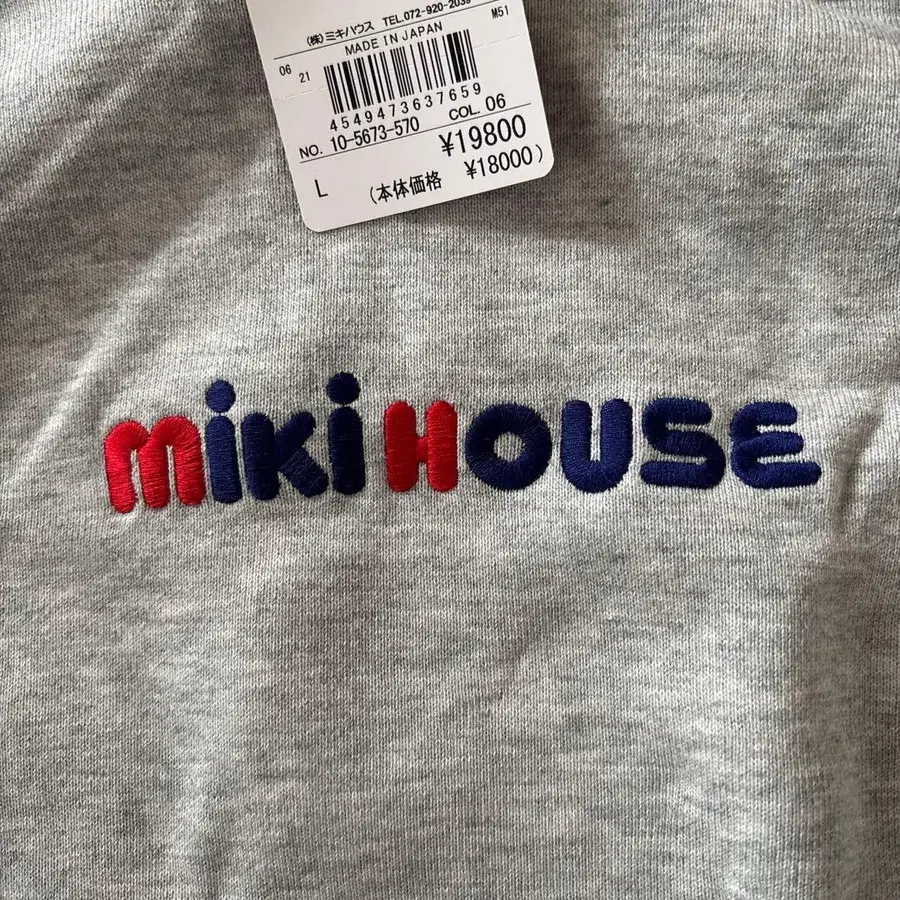 (株)ミキハウス TEL.072-920-2039
M51
MADE IN JAPAN
06
21
4549473637659
NO. 10-5673-570 COL. 06
¥19800
L (本体価格 ¥18000)
miki HOUSE